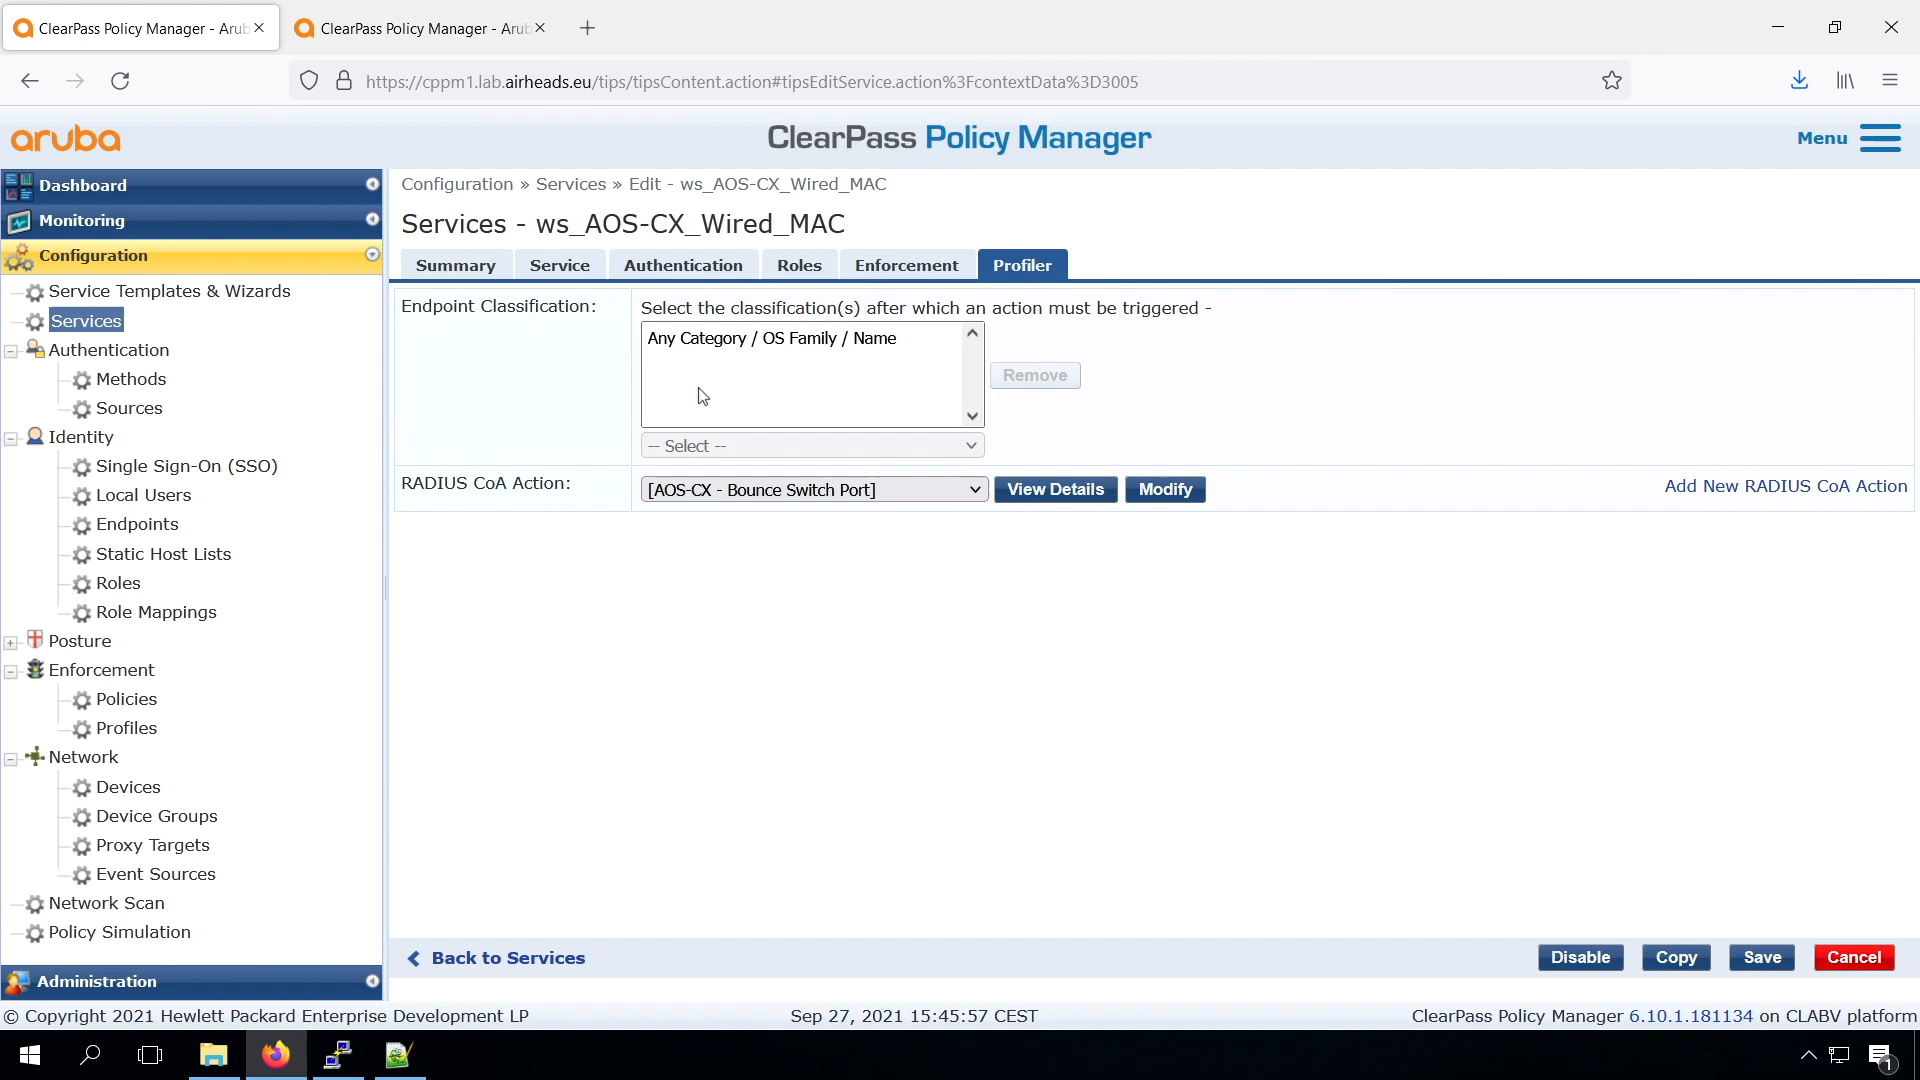 ClearPass Policy Manager - Arub
ClearPass Policy Manager - Arub
https://cppm1.lab.airheads.eu/tips/tipsContent.action#tipsEditService.action%3FcontextData%3D3005
aruba
ClearPass Policy Manager
Menu
Dashboard
Monitoring
Configuration
Service Templates & Wizards
Services
Authentication
Methods
Sources
Identity
Single Sign-On (SSO)
Local Users
Endpoints
Static Host Lists
Roles
Role Mappings
Posture
Enforcement
Policies
Profiles
Network
Devices
Device Groups
Proxy Targets
Event Sources
Network Scan
Policy Simulation
Administration
Configuration » Services » Edit - ws_AOS-CX_Wired_MAC
Services - ws_AOS-CX_Wired_MAC
Summary Service Authentication Roles Enforcement Profiler
Endpoint Classification:
Select the classification(s) after which an action must be triggered -
Any Category / OS Family / Name
Remove
-- Select --
RADIUS CoA Action:
[AOS-CX - Bounce Switch Port] View Details Modify
Add New RADIUS CoA Action
Back to Services
Disable Copy Save Cancel
© Copyright 2021 Hewlett Packard Enterprise Development LP
Sep 27, 2021 15:45:57 CEST
ClearPass Policy Manager 6.10.1.181134 on CLABV platform
1